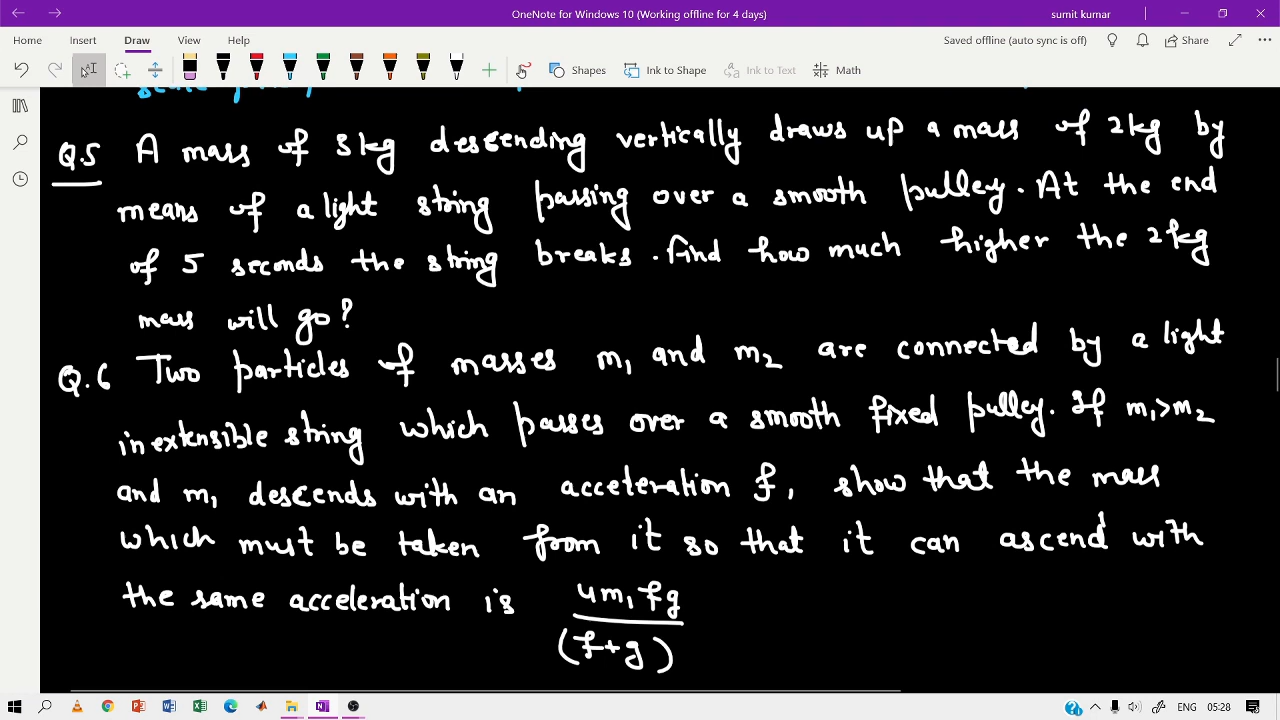 OneNote for Windows 10 (Working offline for 4 days)
sumit kumar
Home Insert Draw View Help
Saved offline (auto sync is off) Share
Shapes Ink to Shape Ink to Text Math
Q.5 A mass of 3kg descending vertically draws up a mass of 2kg by
means of a light string passing over a smooth pulley. At the end
of 5 seconds the string breaks. find how much higher the 2kg
mass will go?
Q.6 Two particles of masses m₁ and m₂ are connected by a light
inextensible string which passes over a smooth fixed pulley. If m₁>m₂
and m₁ descends with an acceleration f, show that the mass
which must be taken from it so that it can ascend with
the same acceleration is 4m₁fg
(f+g)
ENG 05:28